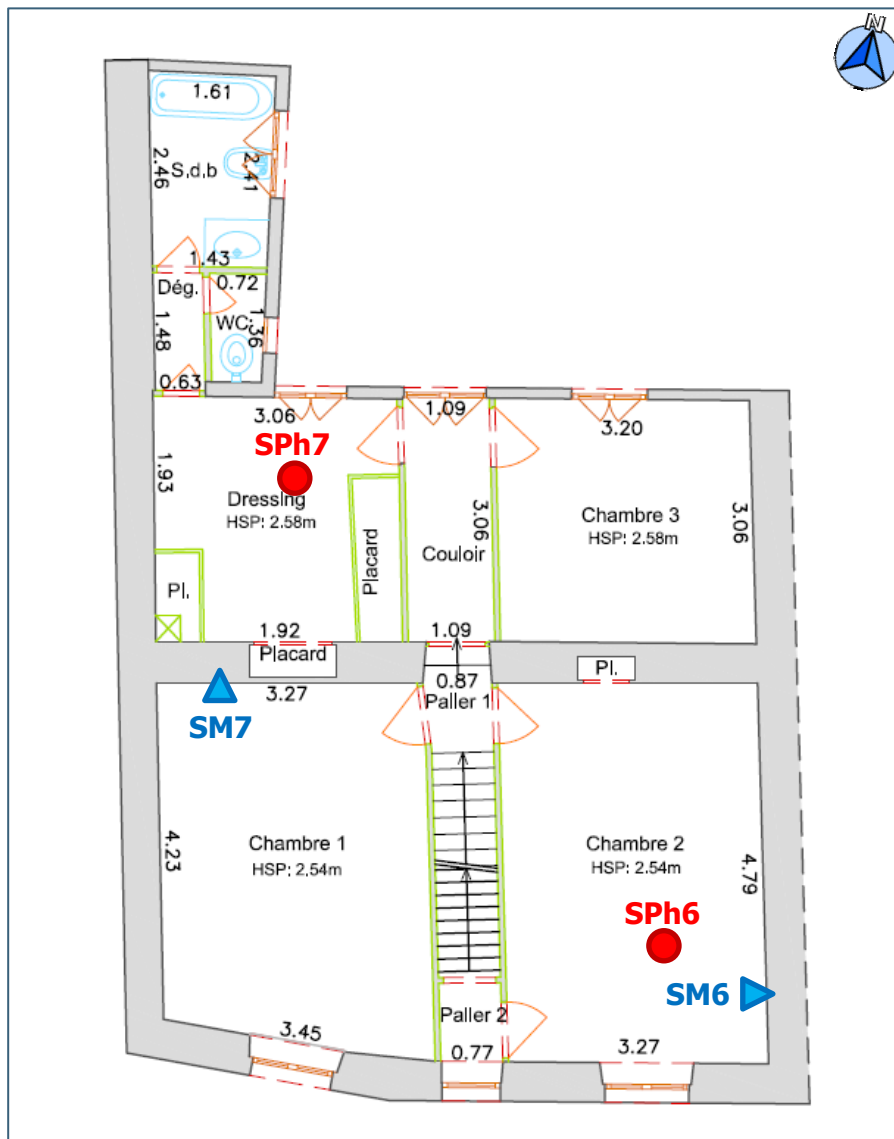 N
1.61
2.46
S.d.b
2.41
1.43
Dég.
0.72
WC
1.36
1.48
0.63
3.06
1.09
3.20
SPh7
1.93
Dressing
HSP: 2.58m
Placard
3.06
Couloir
Chambre 3
HSP: 2.58m
3.06
Pl.
1.92
1.09
Placard
Pl.
0.87
Palier 1
3.27
SM7
Chambre 1
HSP: 2.54m
4.23
Chambre 2
HSP: 2.54m
4.79
SPh6
SM6
Palier 2
3.45
0.77
3.27